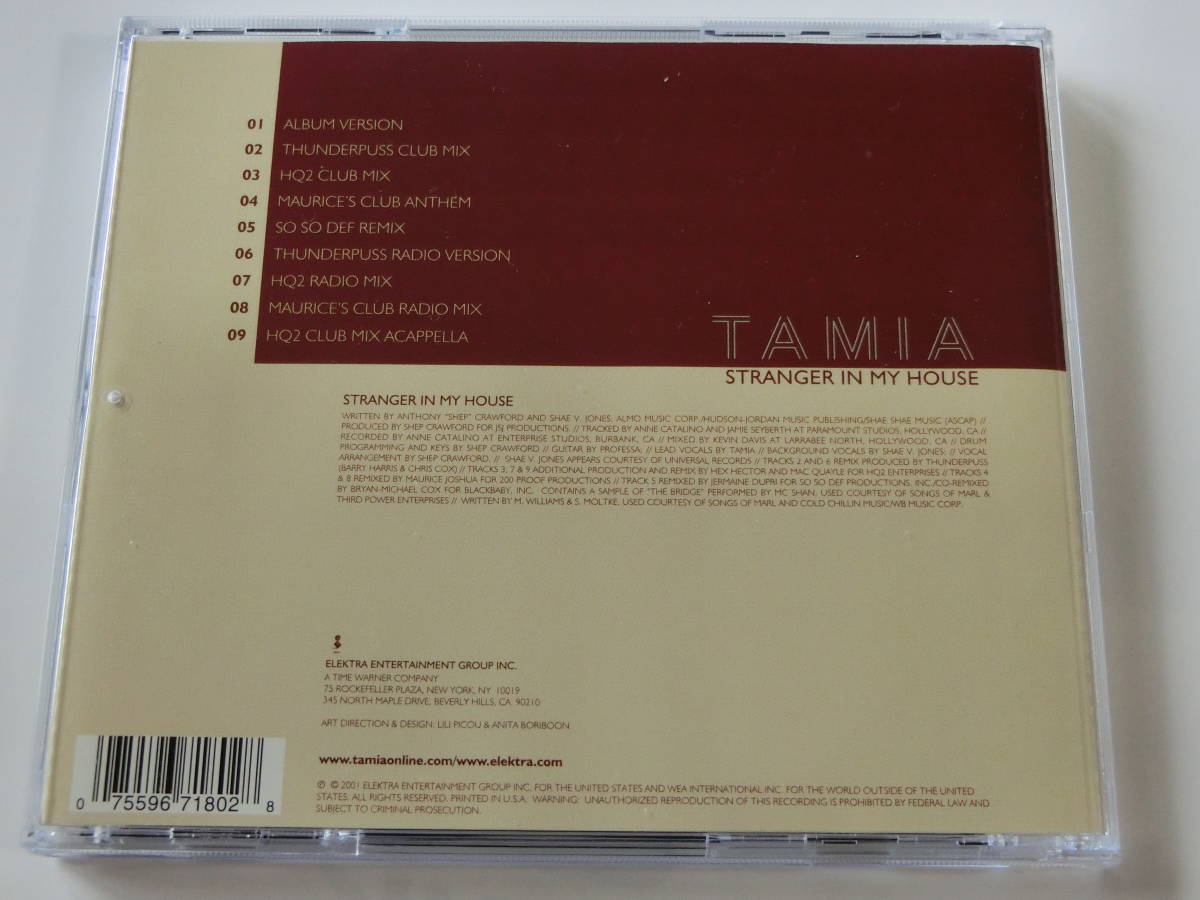 01 ALBUM VERSION
02 THUNDERPUSS CLUB MIX
03 HQ2 CLUB MIX
04 MAURICE'S CLUB ANTHEM
05 SO SO DEF REMIX
06 THUNDERPUSS RADIO VERSION
07 HQ2 RADIO MIX
08 MAURICE'S CLUB RADIO MIX
09 HQ2 CLUB MIX ACAPPELLA
TAMIA
STRANGER IN MY HOUSE
STRANGER IN MY HOUSE
WRITTEN BY ANTHONY "SHEP" CRAWFORD AND SHAE V. JONES: ALMO MUSIC CORP./HUDSON-JORDAN MUSIC PUBLISHING/SHAE SHAE MUSIC (ASCAP) //
PRODUCED BY SHEP CRAWFORD FOR JSJ PRODUCTIONS. // TRACKED BY ANNE CATALINO AND JAMIE SEYBERTH AT PARAMOUNT STUDIOS, HOLLYWOOD, CA //
RECORDED BY ANNE CATALINO AT ENTERPRISE STUDIOS, BURBANK, CA // MIXED BY KEVIN DAVIS AT LARRABEE NORTH, HOLLYWOOD, CA // DRUM
PROGRAMMING AND KEYS BY SHEP CRAWFORD // GUITAR BY PROFESSA; // LEAD VOCALS BY TAMIA // BACKGROUND VOCALS BY SHAE V. JONES; // VOCAL
ARRANGEMENT BY SHEP CRAWFORD. // SHAE V. JONES APPEARS COURTESY OF UNIVERSAL RECORDS // TRACKS 2 AND 6 REMIX PRODUCED BY THUNDERPUSS
(BARRY HARRIS & CHRIS COX) // TRACKS 3, 7 & 9 ADDITIONAL PRODUCTION AND REMIX BY HEX HECTOR AND MAC QUAYLE FOR HQ2 ENTERPRISES // TRACKS 4
& 8 REMIXED BY MAURICE JOSHUA FOR 200 PROOF PRODUCTIONS // TRACK 5 REMIXED BY JERMAINE DUPRI FOR SO SO DEF PRODUCTIONS, INC./CO-REMIXED
BY BRYAN-MICHAEL COX FOR BLACKBABY, INC. CONTAINS A SAMPLE OF "THE BRIDGE" PERFORMED BY MC SHAN, USED COURTESY OF SONGS OF MARL &
THIRD POWER ENTERPRISES // WRITTEN BY M. WILLIAMS & S. MOLTKE, USED COURTESY OF SONGS OF MARL AND COLD CHILLIN MUSIC/WB MUSIC CORP.
ELEKTRA ENTERTAINMENT GROUP INC.
A TIME WARNER COMPANY
75 ROCKEFELLER PLAZA, NEW YORK, NY 10019
345 NORTH MAPLE DRIVE, BEVERLY HILLS, CA 90210
ART DIRECTION & DESIGN: LILI PICOU & ANITA BORIBOON
www.tamiaonline.com/www.elektra.com
℗ © 2001 ELEKTRA ENTERTAINMENT GROUP INC. FOR THE UNITED STATES AND WEA INTERNATIONAL INC. FOR THE WORLD OUTSIDE OF THE UNITED
STATES. ALL RIGHTS RESERVED. PRINTED IN U.S.A. WARNING: UNAUTHORIZED REPRODUCTION OF THIS RECORDING IS PROHIBITED BY FEDERAL LAW AND
SUBJECT TO CRIMINAL PROSECUTION.
0 75596 71802 8